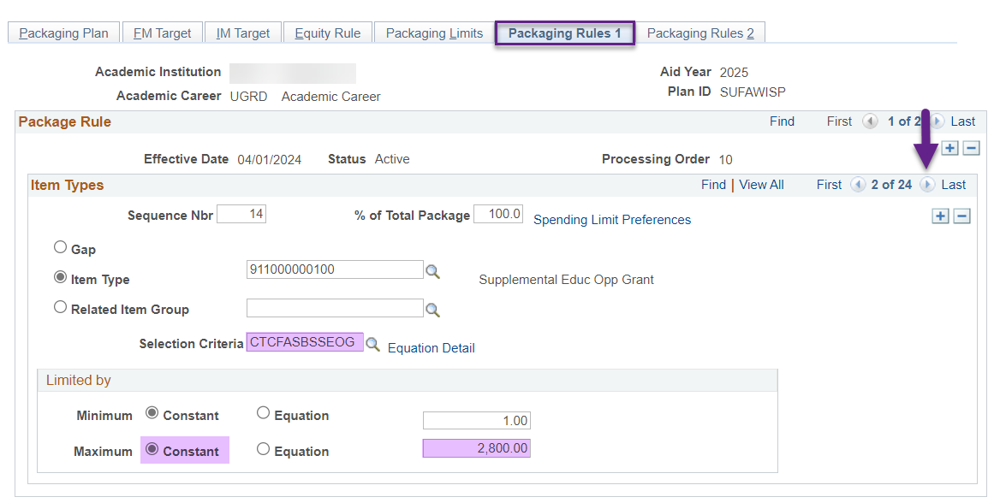 Packaging Plan FM Target IM Target Equity Rule Packaging Limits Packaging Rules 1 Packaging Rules 2
Academic Institution Aid Year 2025
Academic Career UGRD Academic Career Plan ID SUFAWISP
Package Rule Find First 1 of 2 Last
Effective Date 04/01/2024 Status Active Processing Order 10
Item Types Find | View All First 2 of 24 Last
Sequence Nbr 14 % of Total Package 100.0 Spending Limit Preferences
Gap
Item Type 911000000100 Supplemental Educ Opp Grant
Related Item Group
Selection Criteria CTCFASBSSEOG Equation Detail
Limited by
Minimum Constant Equation 1.00
Maximum Constant Equation 2,800.00